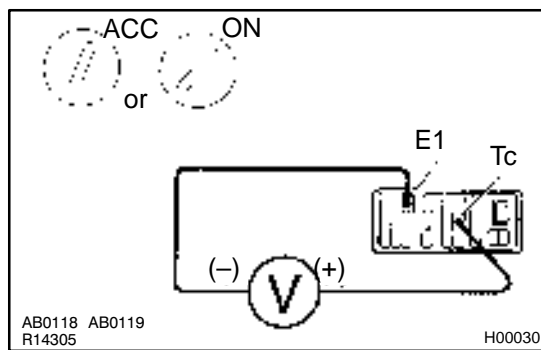 ACC ON
or
E1
Tc
(–) V (+)
AB0118 AB0119
R14305 H00030